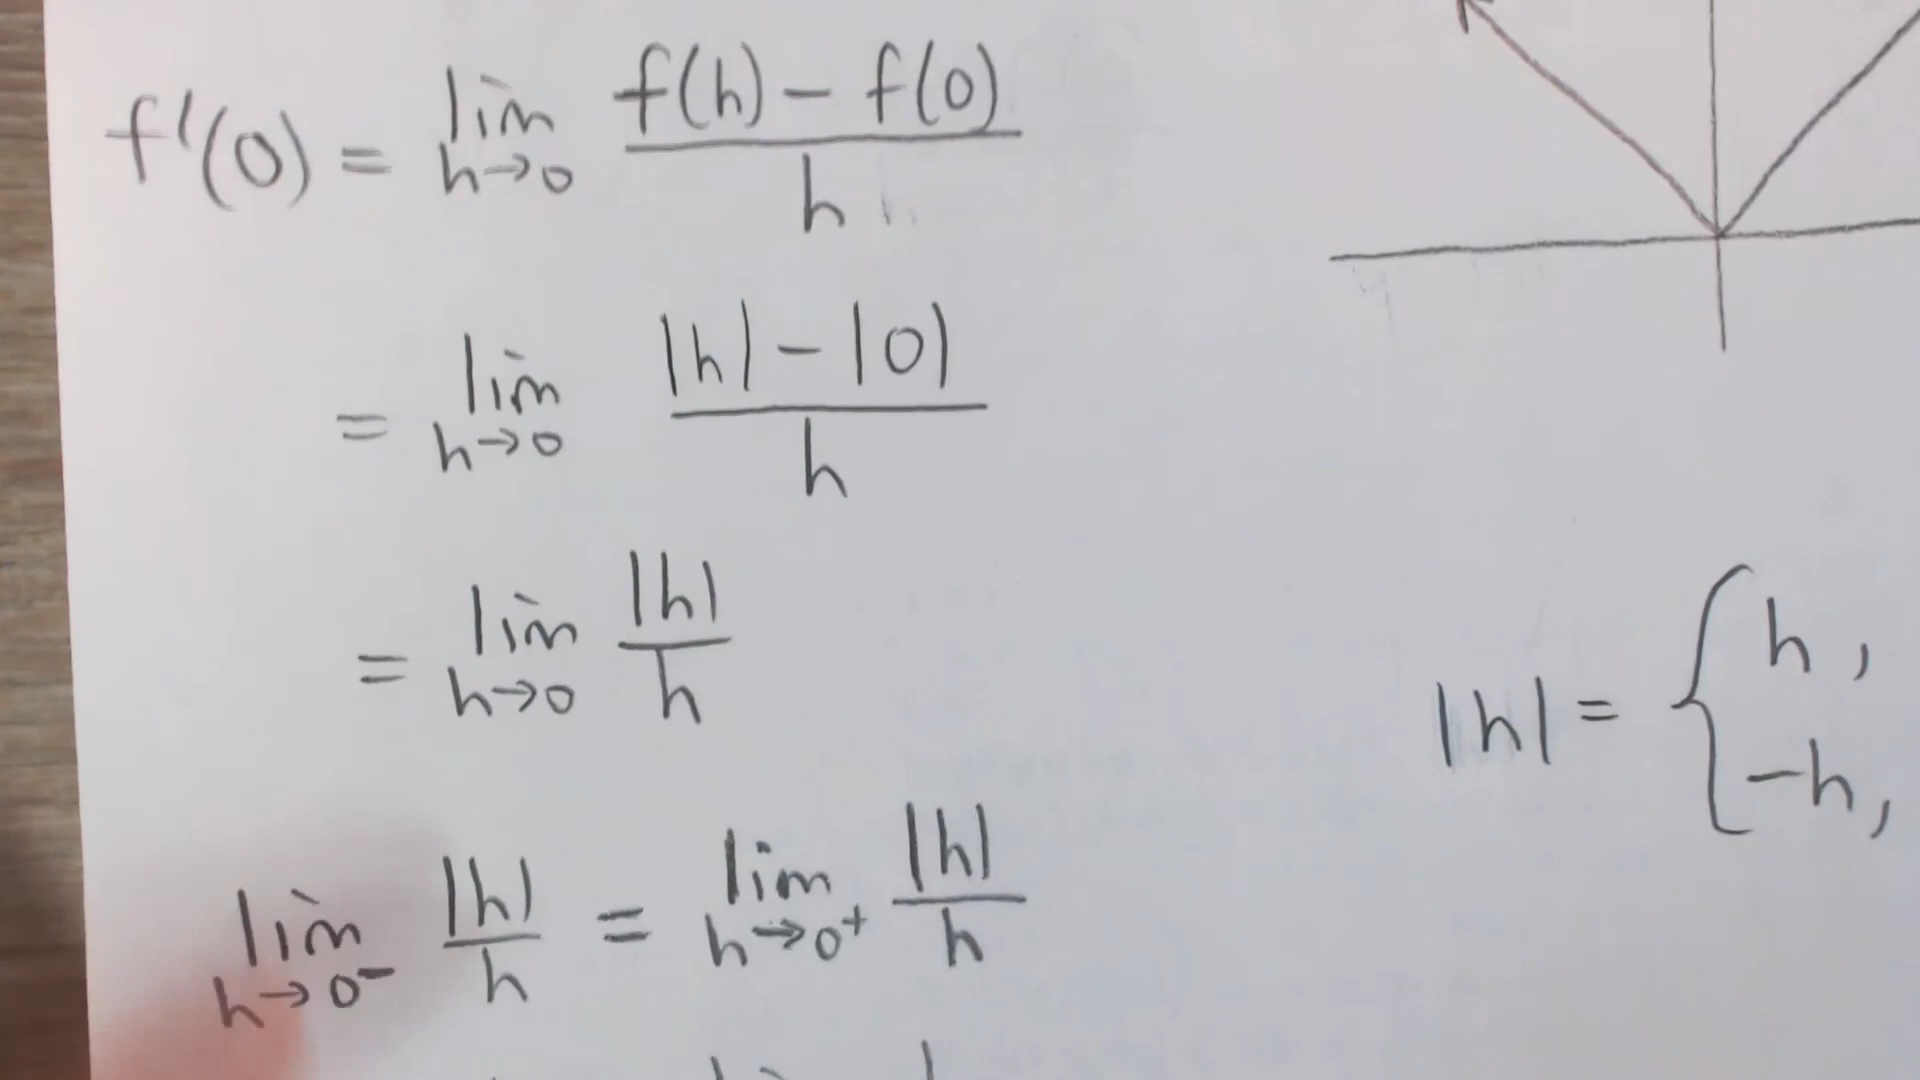 f'(0) = lim h→0 f(h) - f(0) / h
= lim h→0 |h| - |0| / h
= lim h→0 |h| / h
|h| = { h ,
-h ,
lim h→0⁻ |h| / h = lim h→0⁺ |h| / h